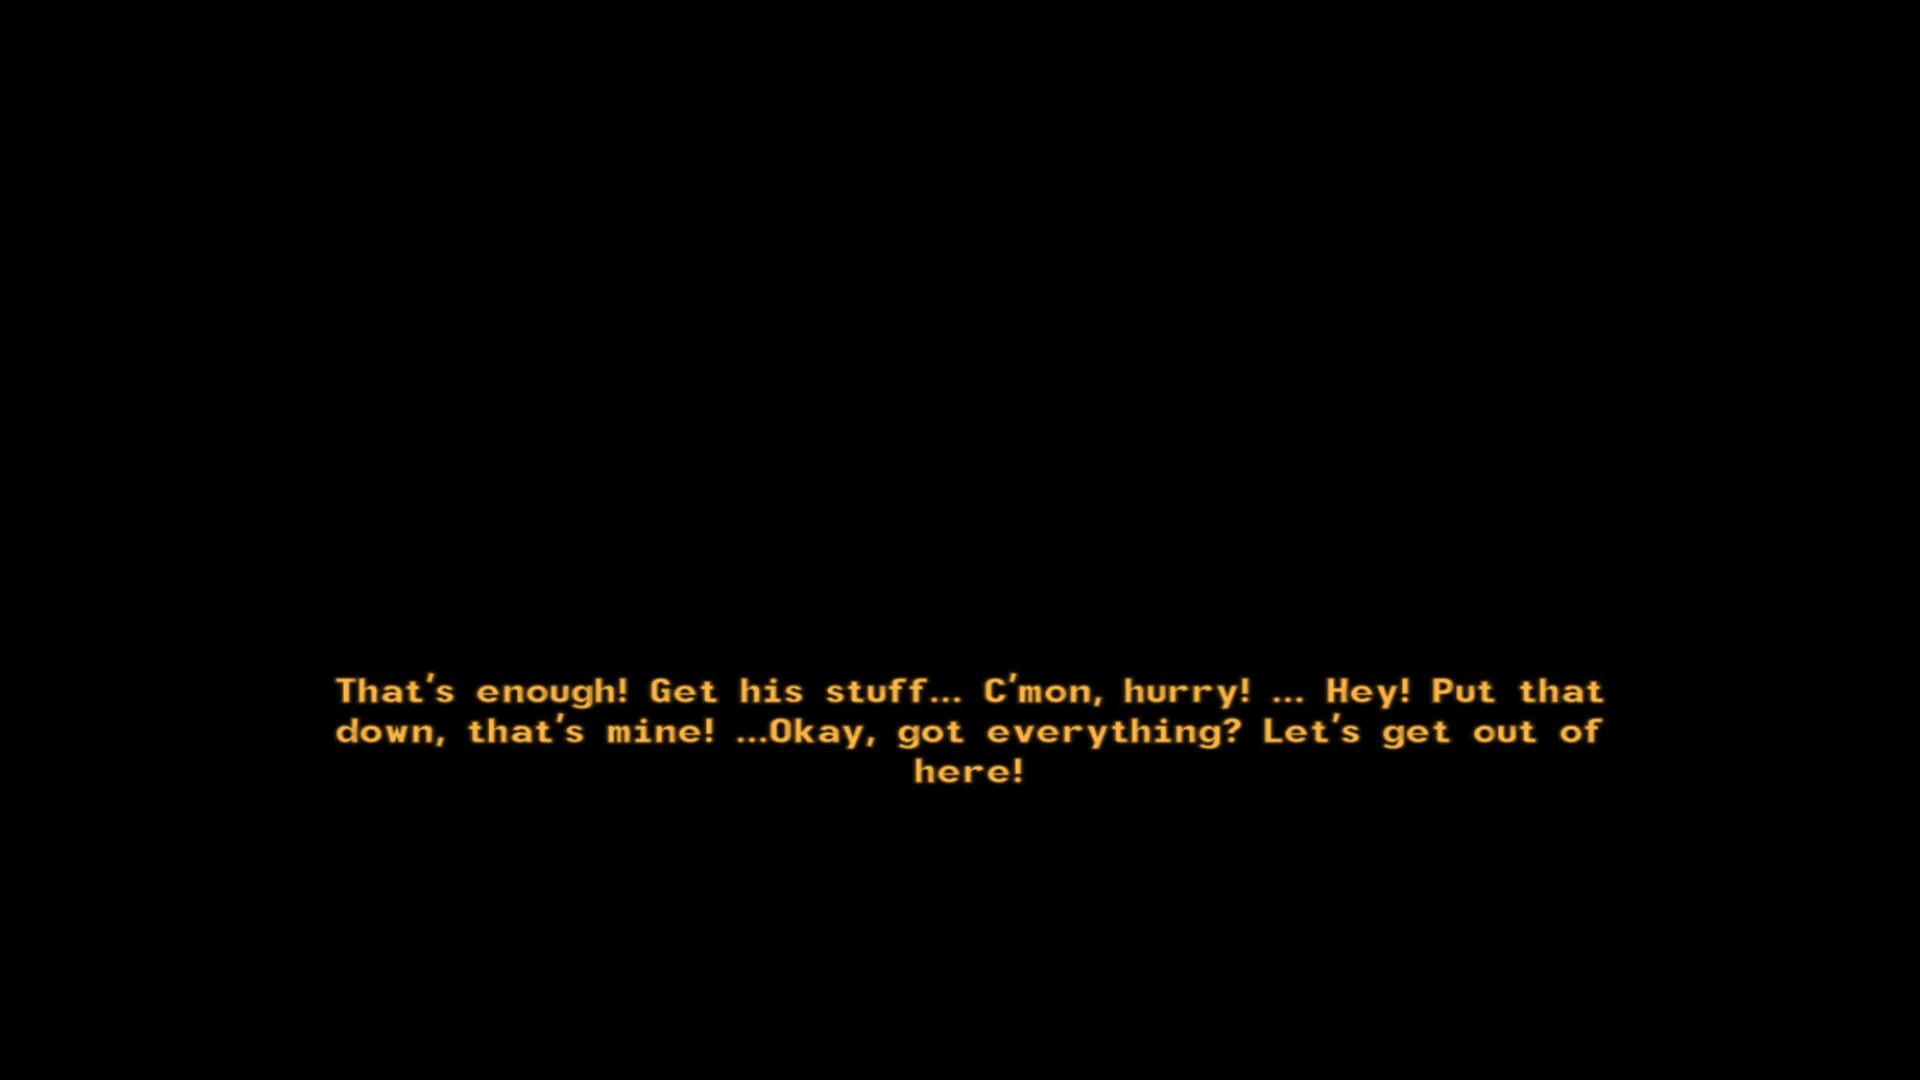 That's enough! Get his stuff... C'mon, hurry! ... Hey! Put that
down, that's mine! ...Okay, got everything? Let's get out of
here!